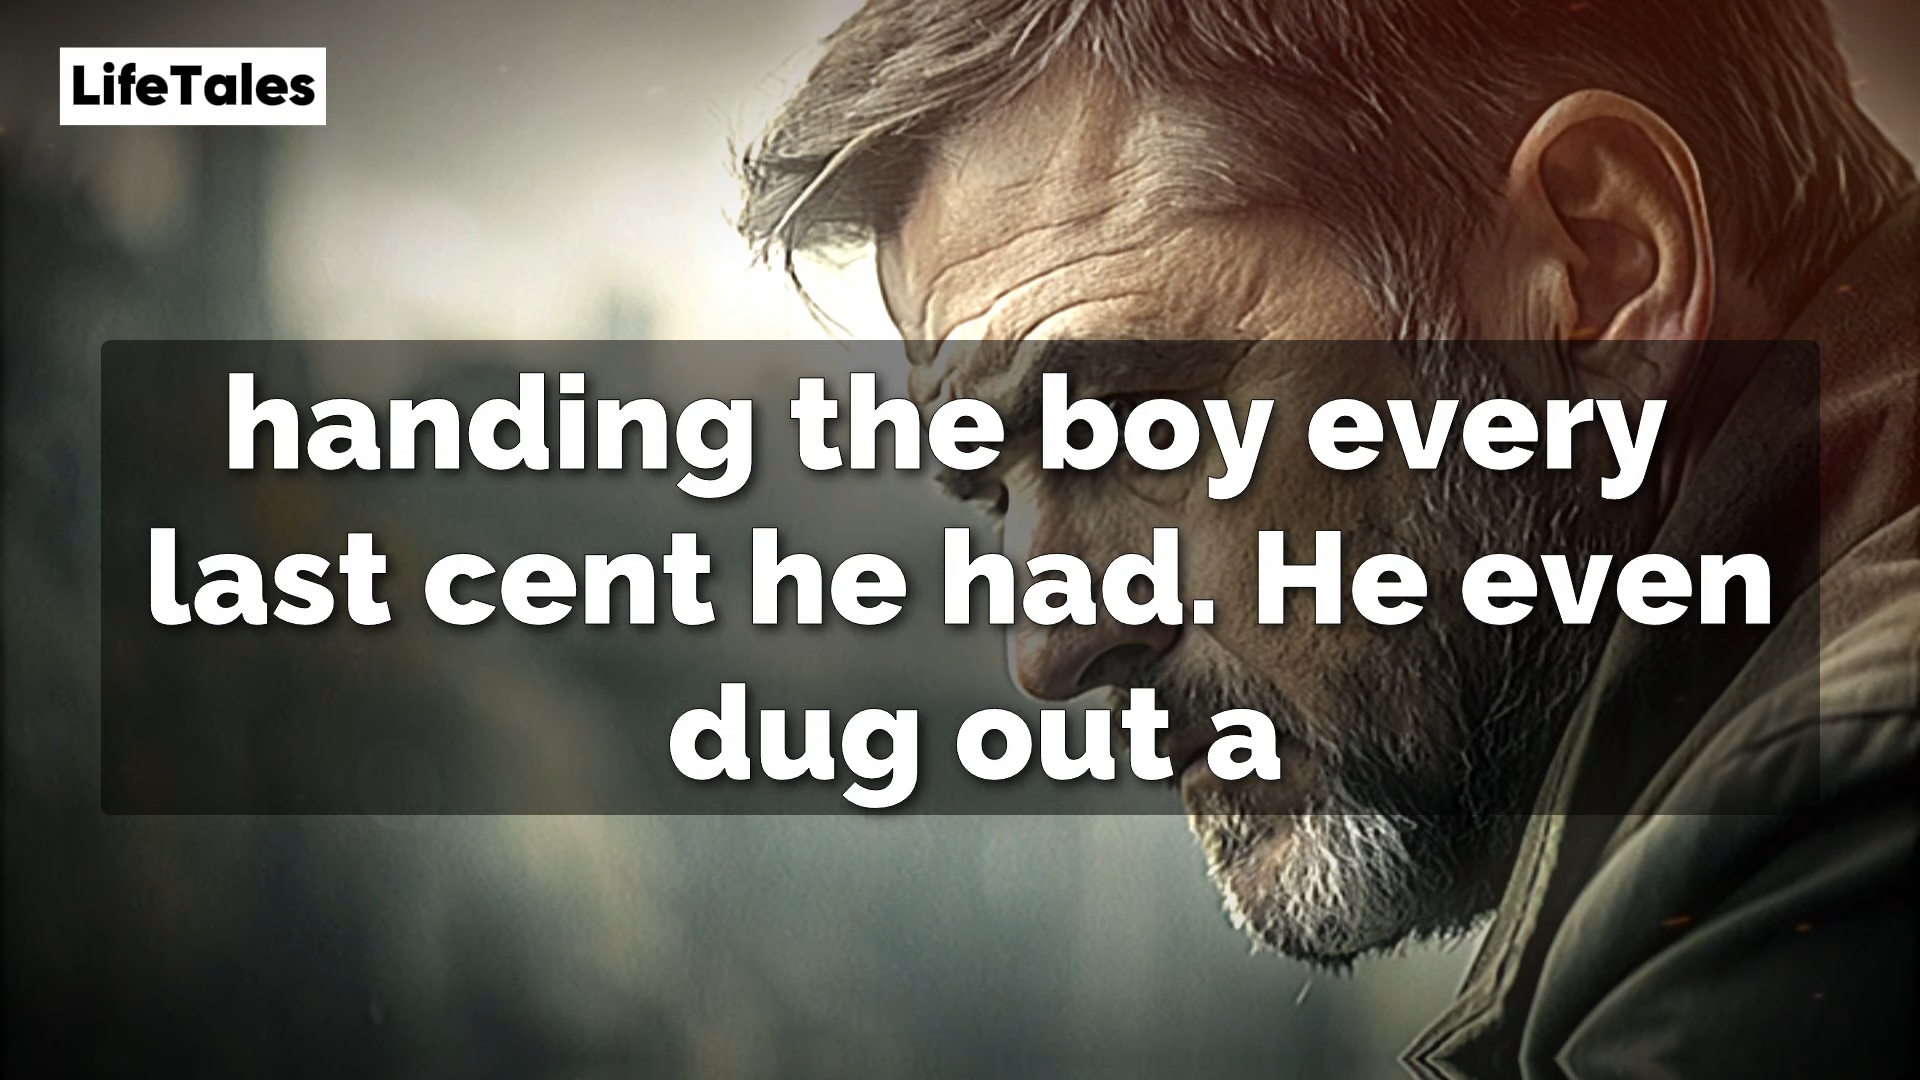 LifeTales
handing the boy every
last cent he had. He even
dug out a